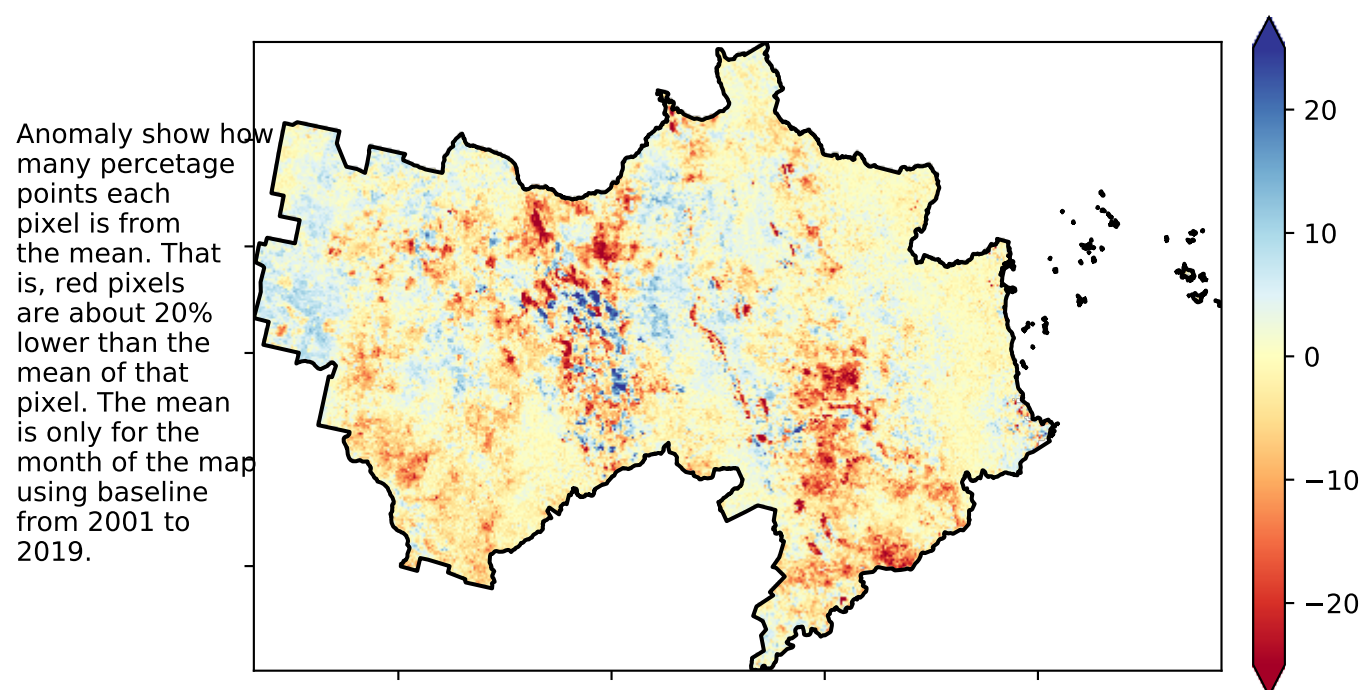 Anomaly show how
many percetage
points each
pixel is from
the mean. That
is, red pixels
are about 20%
lower than the
mean of that
pixel. The mean
is only for the
month of the map
using baseline
from 2001 to
2019.
20
10
0
−10
−20